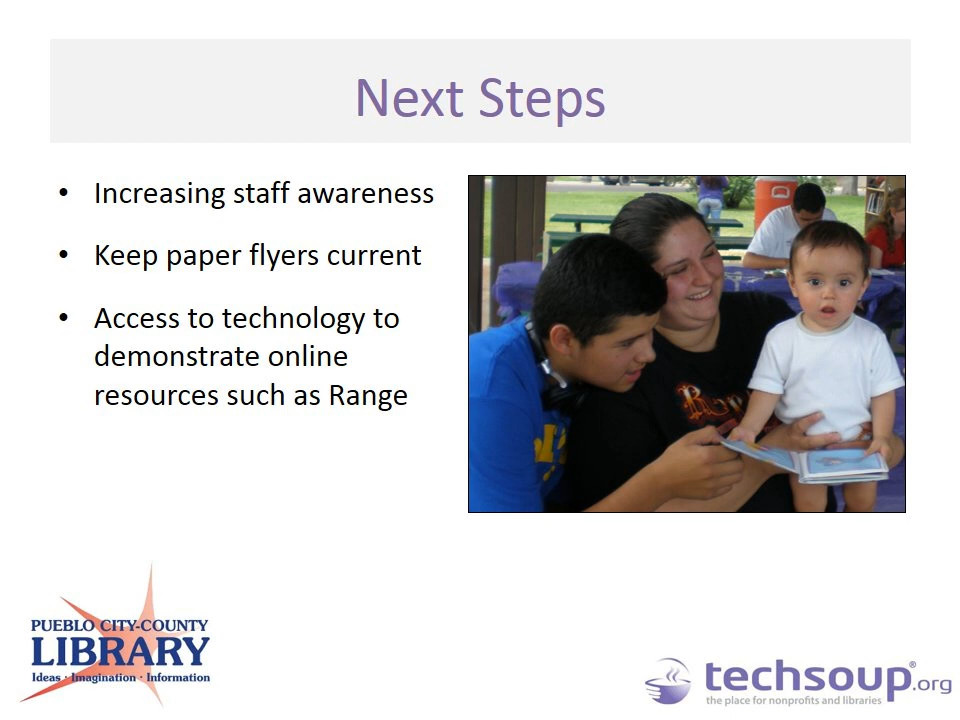 Next Steps
• Increasing staff awareness
• Keep paper flyers current
• Access to technology to
demonstrate online
resources such as Range
PUEBLO CITY-COUNTY
LIBRARY
Ideas · Imagination · Information
techsoup®.org
the place for nonprofits and libraries